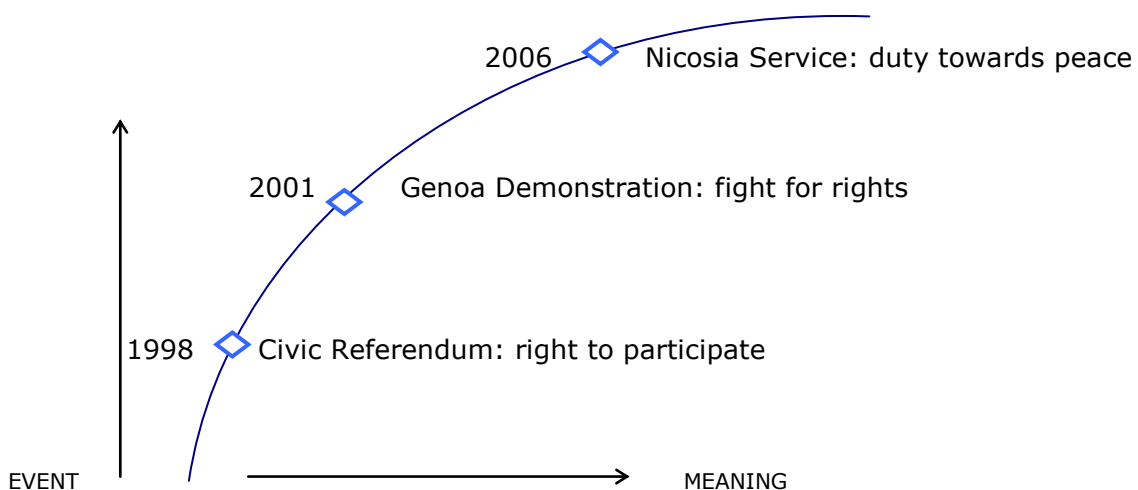 2006 Nicosia Service: duty towards peace
2001 Genoa Demonstration: fight for rights
1998 Civic Referendum: right to participate
EVENT MEANING